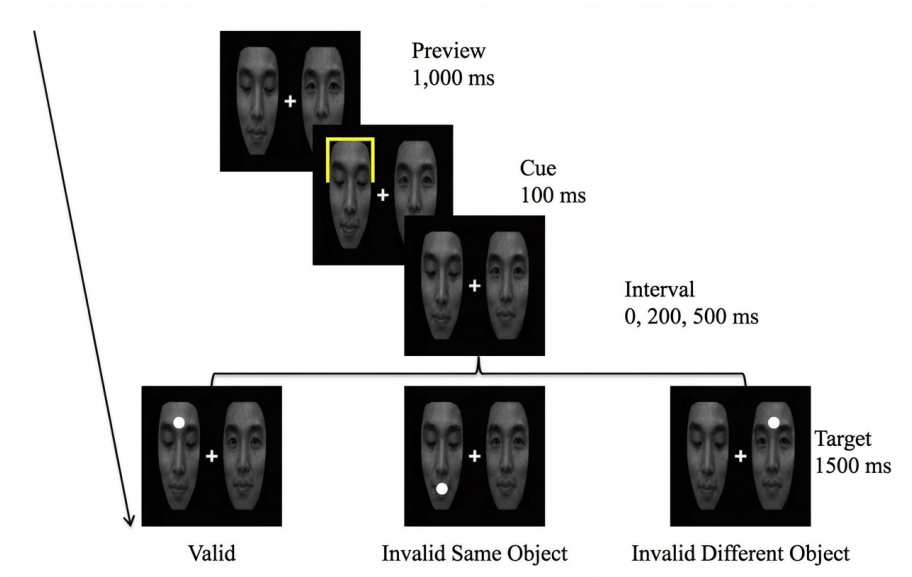 Preview
1,000 ms
Cue
100 ms
Interval
0, 200, 500 ms
Target
1500 ms
Valid
Invalid Same Object
Invalid Different Object